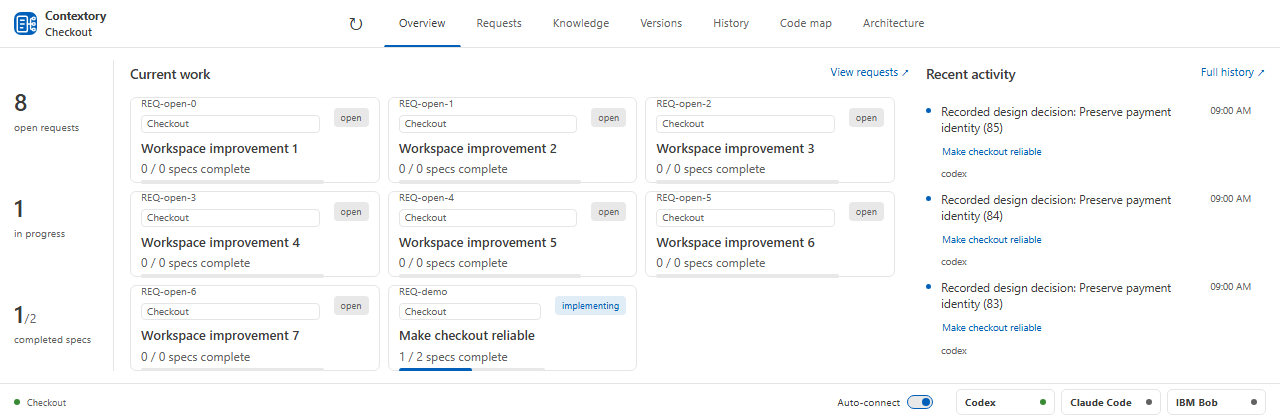 Contextory
Checkout
Overview
Requests
Knowledge
Versions
History
Code map
Architecture
8
open requests
1
in progress
1/2
completed specs
Current work
View requests ↗
REQ-open-0
Checkout
open
Workspace improvement 1
0 / 0 specs complete
REQ-open-1
Checkout
open
Workspace improvement 2
0 / 0 specs complete
REQ-open-2
Checkout
open
Workspace improvement 3
0 / 0 specs complete
REQ-open-3
Checkout
open
Workspace improvement 4
0 / 0 specs complete
REQ-open-4
Checkout
open
Workspace improvement 5
0 / 0 specs complete
REQ-open-5
Checkout
open
Workspace improvement 6
0 / 0 specs complete
REQ-open-6
Checkout
open
Workspace improvement 7
0 / 0 specs complete
REQ-demo
Checkout
implementing
Make checkout reliable
1 / 2 specs complete
Recent activity
Full history ↗
Recorded design decision: Preserve payment
identity (85)
09:00 AM
Make checkout reliable
codex
Recorded design decision: Preserve payment
identity (84)
09:00 AM
Make checkout reliable
codex
Recorded design decision: Preserve payment
identity (83)
09:00 AM
Make checkout reliable
codex
Checkout
Auto-connect
Codex
Claude Code
IBM Bob